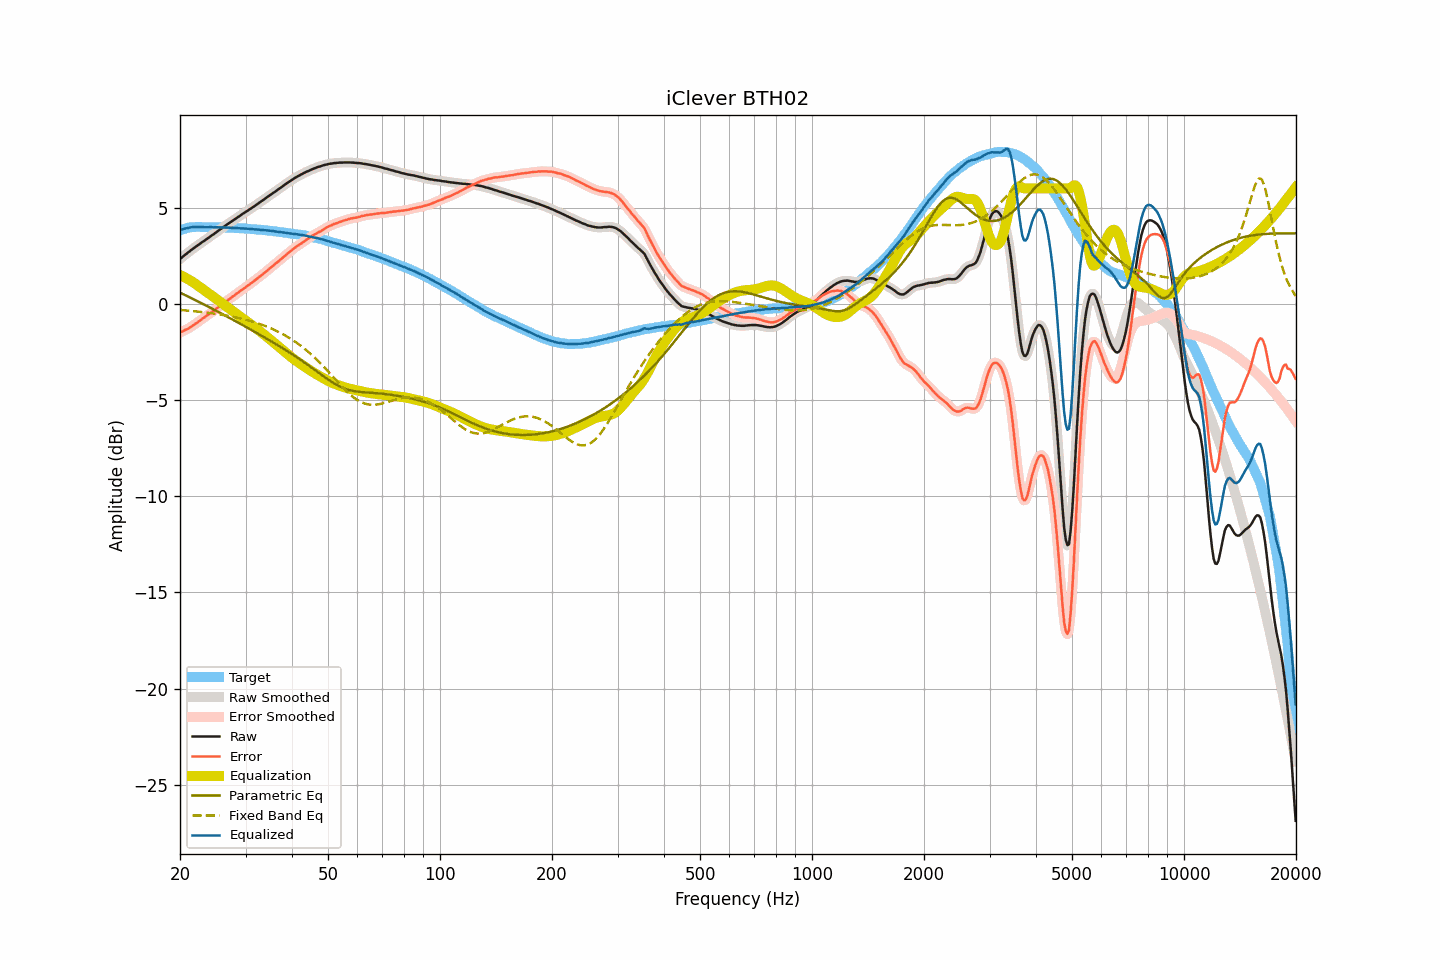 iClever BTH02
Amplitude (dBr)
5
0
−5
−10
−15
−20
−25
Target
Raw Smoothed
Error Smoothed
Raw
Error
Equalization
Parametric Eq
Fixed Band Eq
Equalized
20 50 100 200 500 1000 2000 5000 10000 20000
Frequency (Hz)